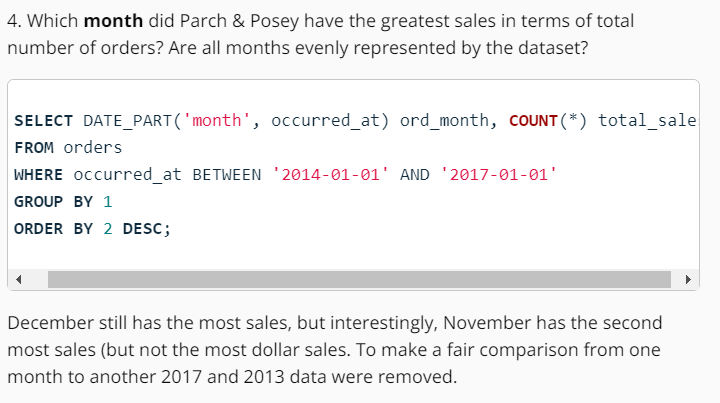 4. Which month did Parch & Posey have the greatest sales in terms of total
number of orders? Are all months evenly represented by the dataset?
SELECT DATE_PART('month', occurred_at) ord_month, COUNT(*) total_sale
FROM orders
WHERE occurred_at BETWEEN '2014-01-01' AND '2017-01-01'
GROUP BY 1
ORDER BY 2 DESC;
December still has the most sales, but interestingly, November has the second
most sales (but not the most dollar sales. To make a fair comparison from one
month to another 2017 and 2013 data were removed.